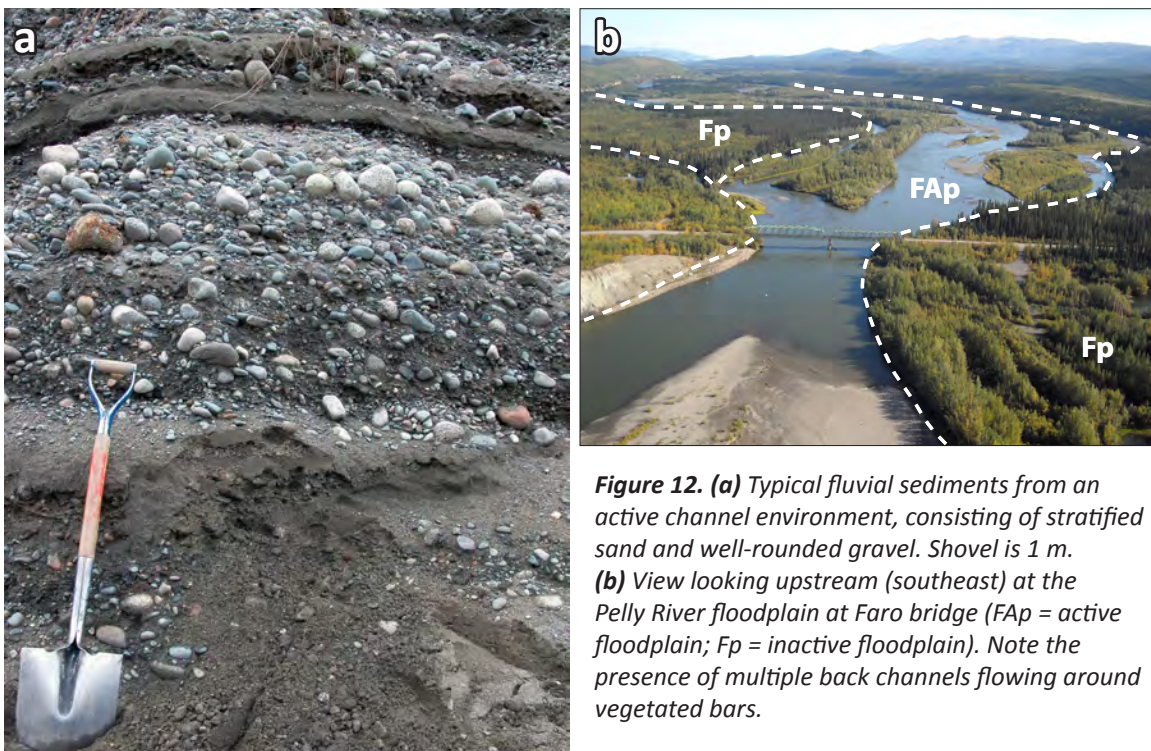 a
b
Fp
FAp
Fp
Figure 12. (a) Typical fluvial sediments from an
active channel environment, consisting of stratified
sand and well-rounded gravel. Shovel is 1 m.
(b) View looking upstream (southeast) at the
Pelly River floodplain at Faro bridge (FAp = active
floodplain; Fp = inactive floodplain). Note the
presence of multiple back channels flowing around
vegetated bars.